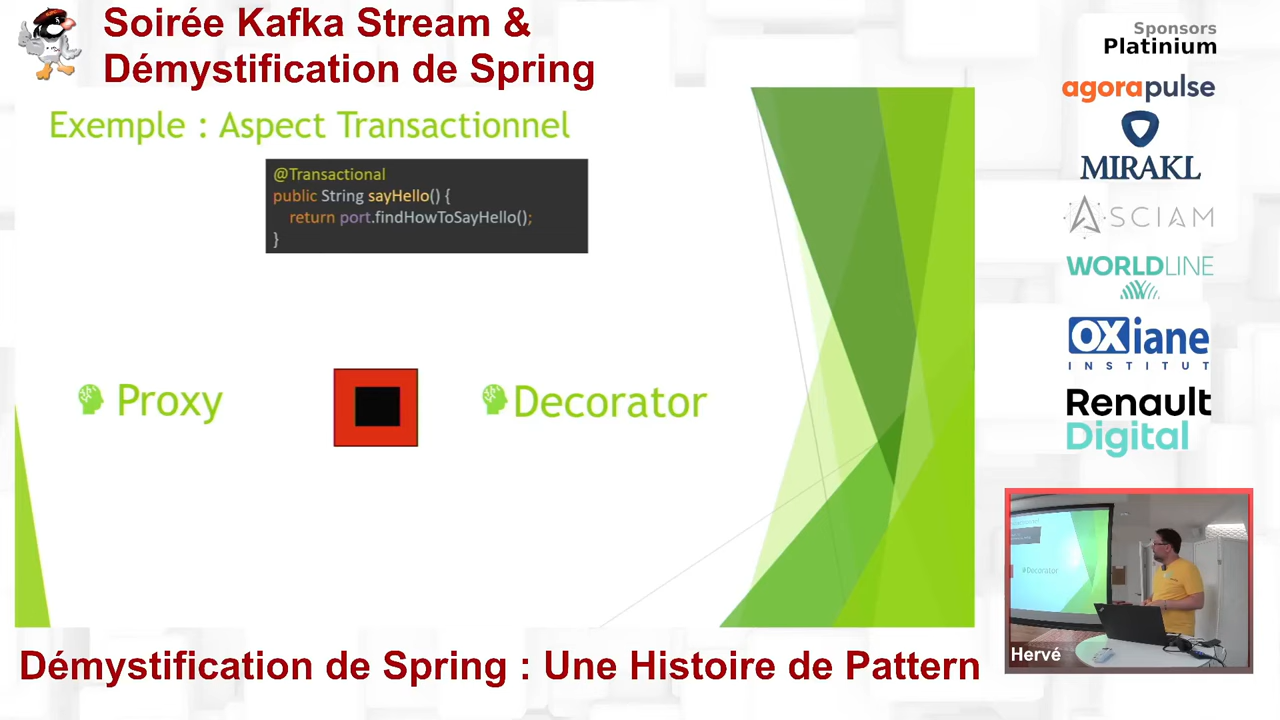 Soirée Kafka Stream &
Démystification de Spring
Exemple : Aspect Transactionnel
@Transactional
public String sayHello() {
return port.findHowToSayHello();
}
Proxy
Decorator
Sponsors
Platinium
agorapulse
MIRAKL
ASCIAM
WORLDLINE
OXiane
INSTITUT
Renault
Digital
Decorator
Hervé
Démystification de Spring : Une Histoire de Pattern